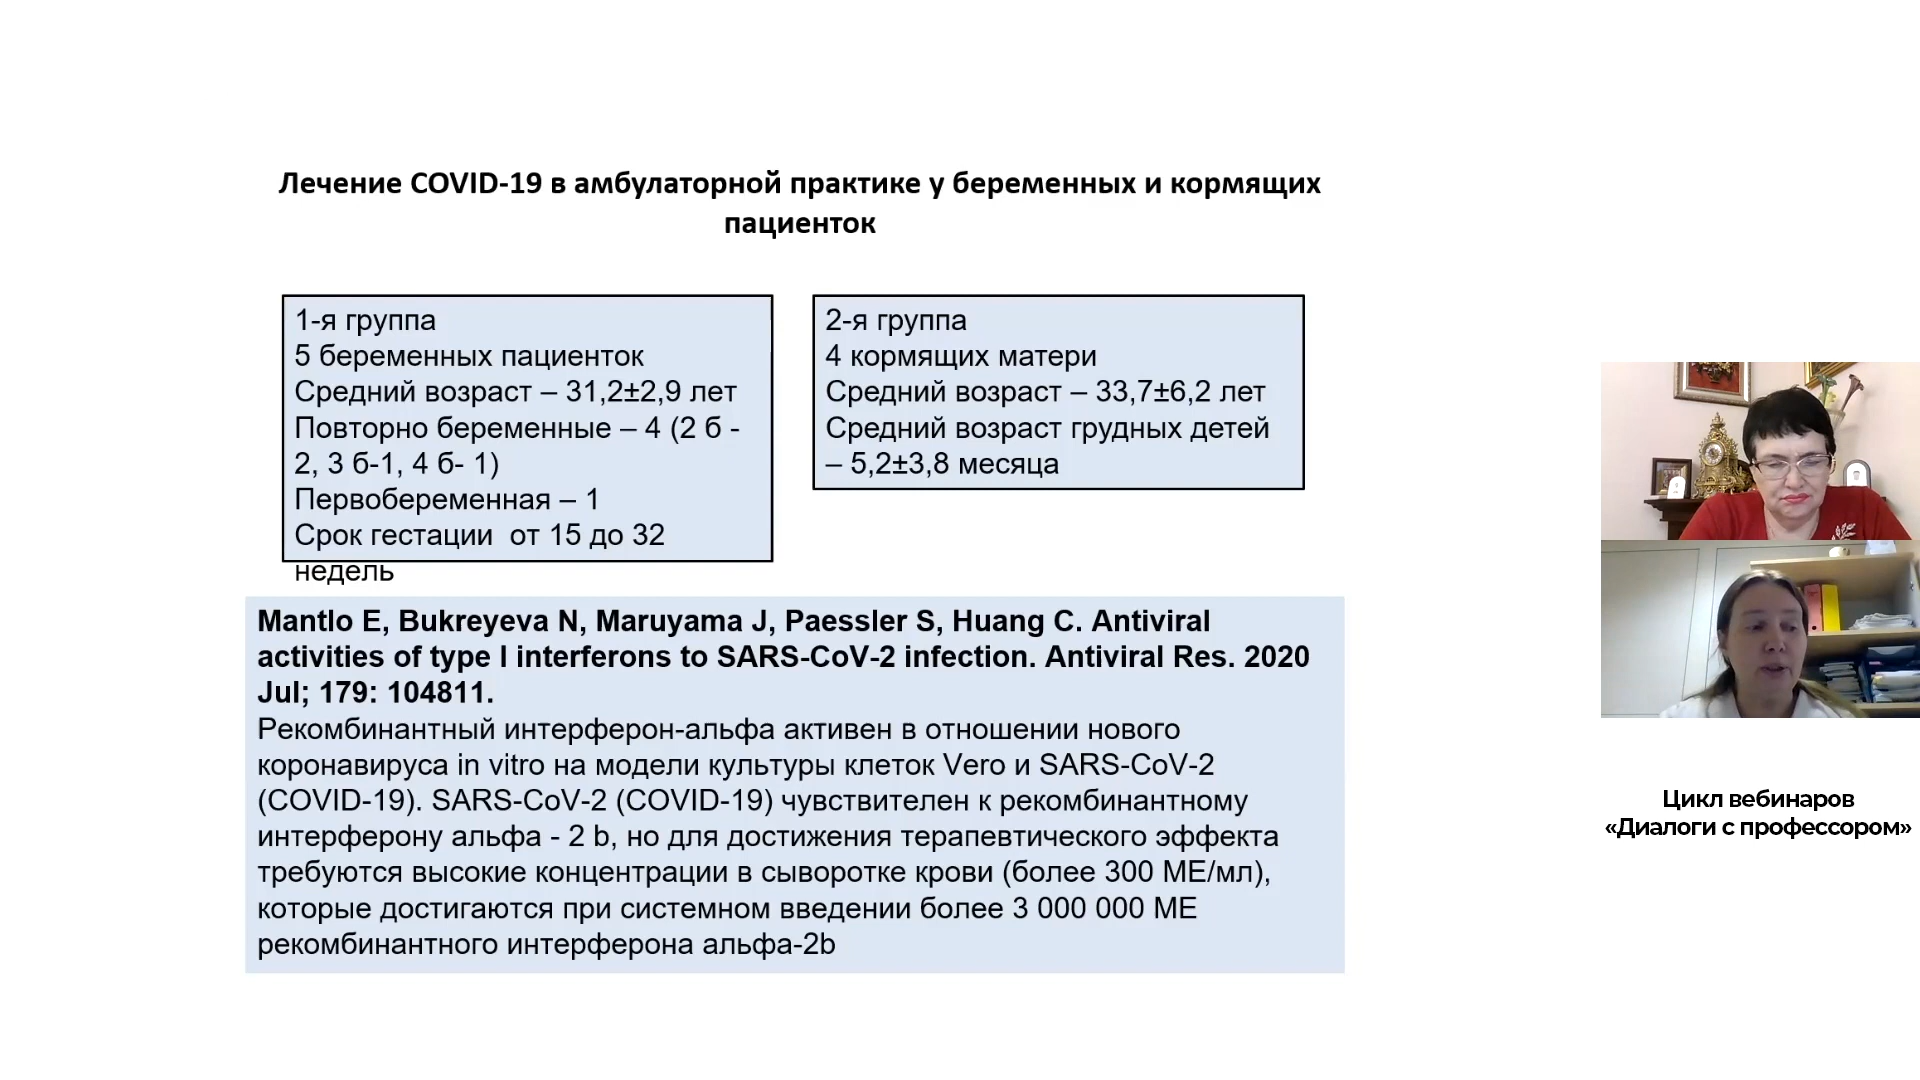 Лечение COVID-19 в амбулаторной практике у беременных и кормящих
пациенток
1-я группа
5 беременных пациенток
Средний возраст – 31,2±2,9 лет
Повторно беременные – 4 (2 б -
2, 3 б-1, 4 б- 1)
Первобеременная – 1
Срок гестации  от 15 до 32
недель
2-я группа
4 кормящих матери
Средний возраст – 33,7±6,2 лет
Средний возраст грудных детей
– 5,2±3,8 месяца
Mantlo E, Bukreyeva N, Maruyama J, Paessler S, Huang C. Antiviral
activities of type I interferons to SARS-CoV-2 infection. Antiviral Res. 2020
Jul; 179: 104811.
Рекомбинантный интерферон-альфа активен в отношении нового
коронавируса in vitro на модели культуры клеток Vero и SARS-CoV-2
(COVID-19). SARS-CoV-2 (COVID-19) чувствителен к рекомбинантному
интерферону альфа - 2 b, но для достижения терапевтического эффекта
требуются высокие концентрации в сыворотке крови (более 300 МЕ/мл),
которые достигаются при системном введении более 3 000 000 МЕ
рекомбинантного интерферона альфа-2b
Цикл вебинаров
«Диалоги с профессором»